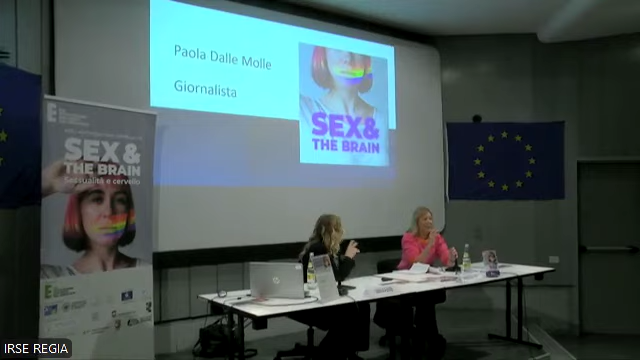 Paola Dalle Molle
Giornalista
SEX&
THE BRAIN
SEX&
THE BRAIN
Sessualità e cervello
IRSE REGIA